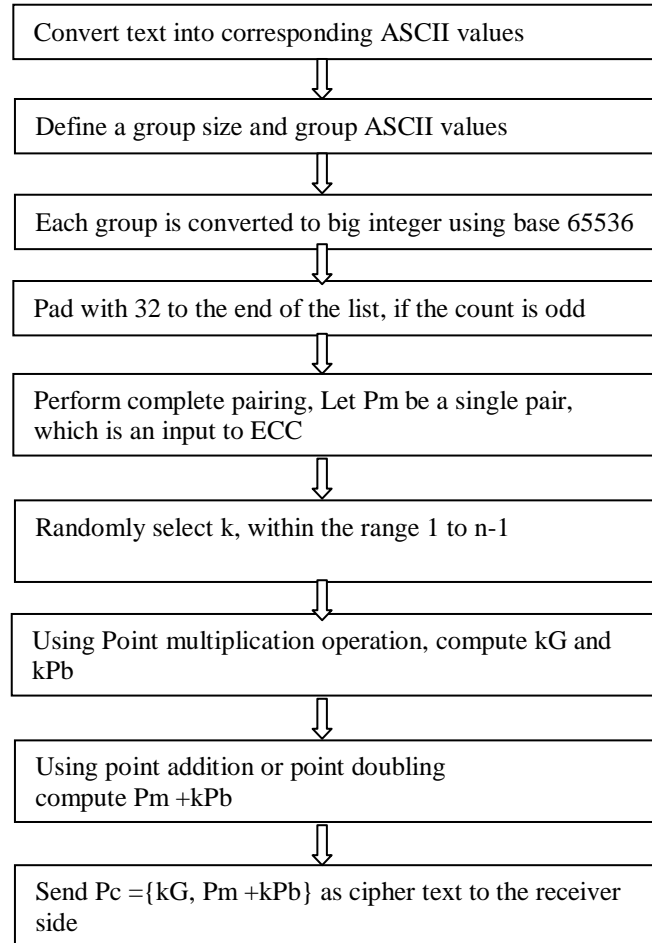 Convert text into corresponding ASCII values
Define a group size and group ASCII values
Each group is converted to big integer using base 65536
Pad with 32 to the end of the list, if the count is odd
Perform complete pairing, Let Pm be a single pair,
which is an input to ECC
Randomly select k, within the range 1 to n-1
Using Point multiplication operation, compute kG and
kPb
Using point addition or point doubling
compute Pm +kPb
Send Pc ={kG, Pm +kPb} as cipher text to the receiver
side